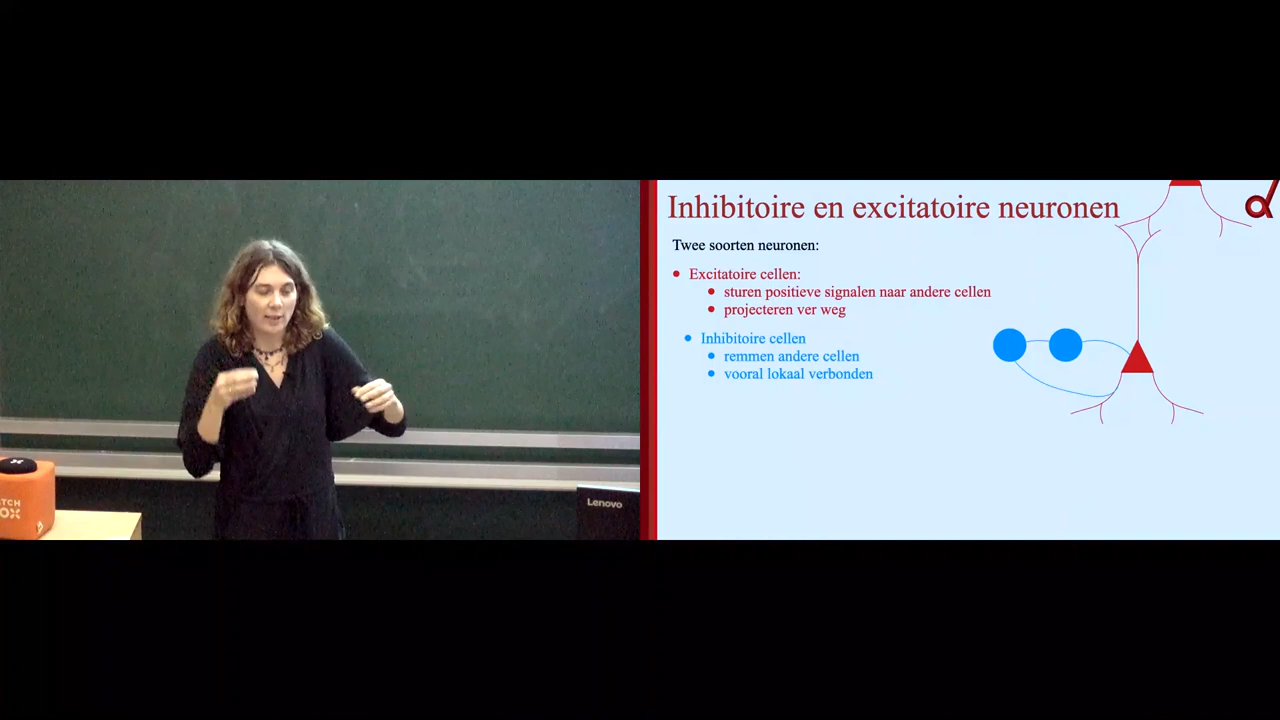 Inhibitoire en excitatoire neuronen
Twee soorten neuronen:
Excitatoire cellen:
sturen positieve signalen naar andere cellen
projecteren ver weg
Inhibitoire cellen
remmen andere cellen
vooral lokaal verbonden
Lenovo